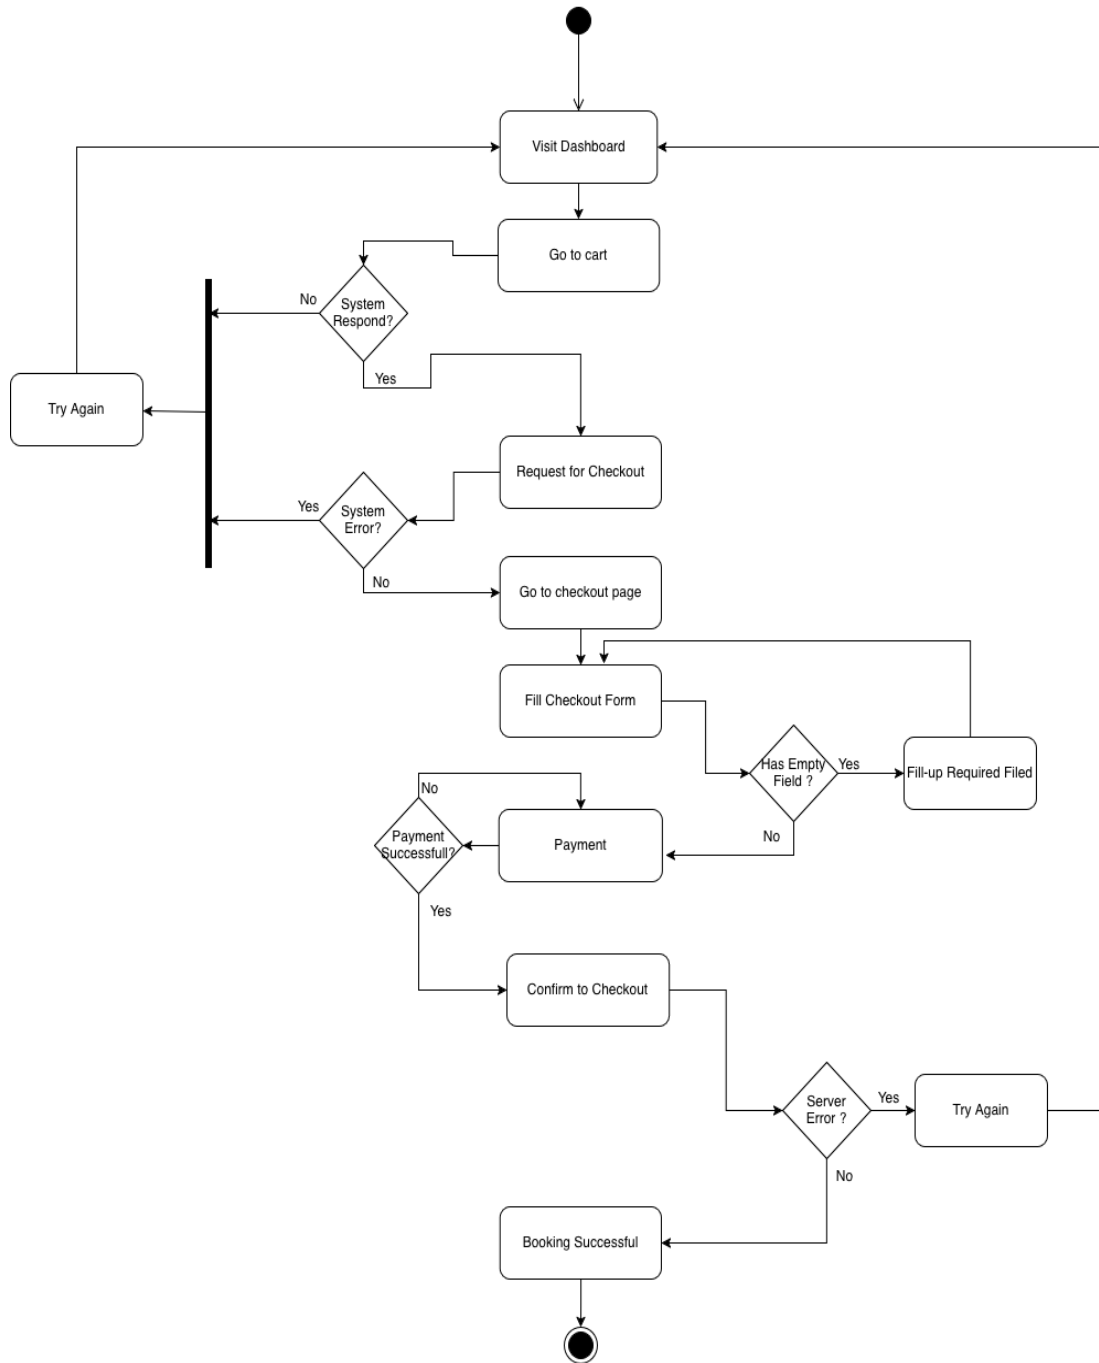 Visit Dashboard
Go to cart
No
System
Respond?
Yes
Try Again
Request for Checkout
Yes
System
Error?
No
Go to checkout page
Fill Checkout Form
Has Empty
Field ?
Yes
Fill-up Required Filed
No
No
Payment
Successfull?
Payment
Yes
Confirm to Checkout
Server
Error ?
Yes
Try Again
No
Booking Successful